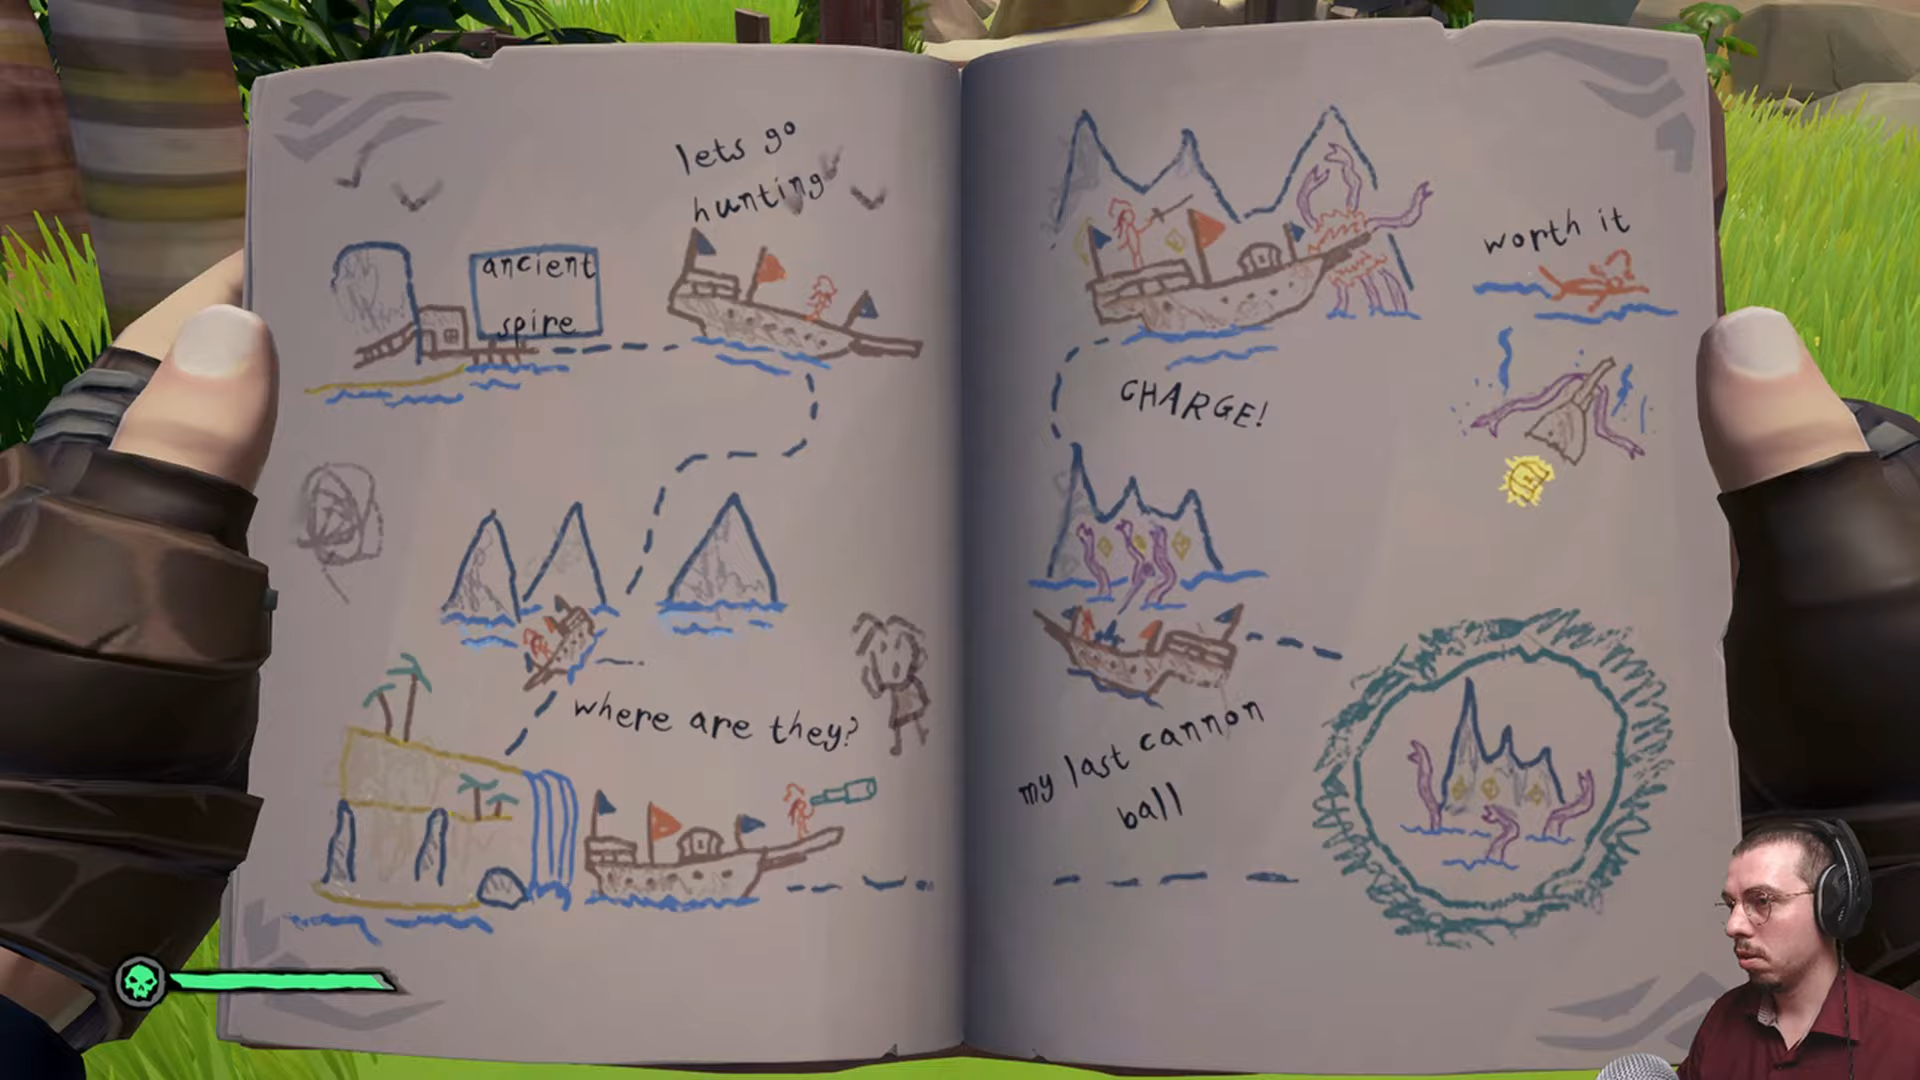 lets go
hunting
ancient
spire
where are they?
worth it
CHARGE!
my last cannon
ball